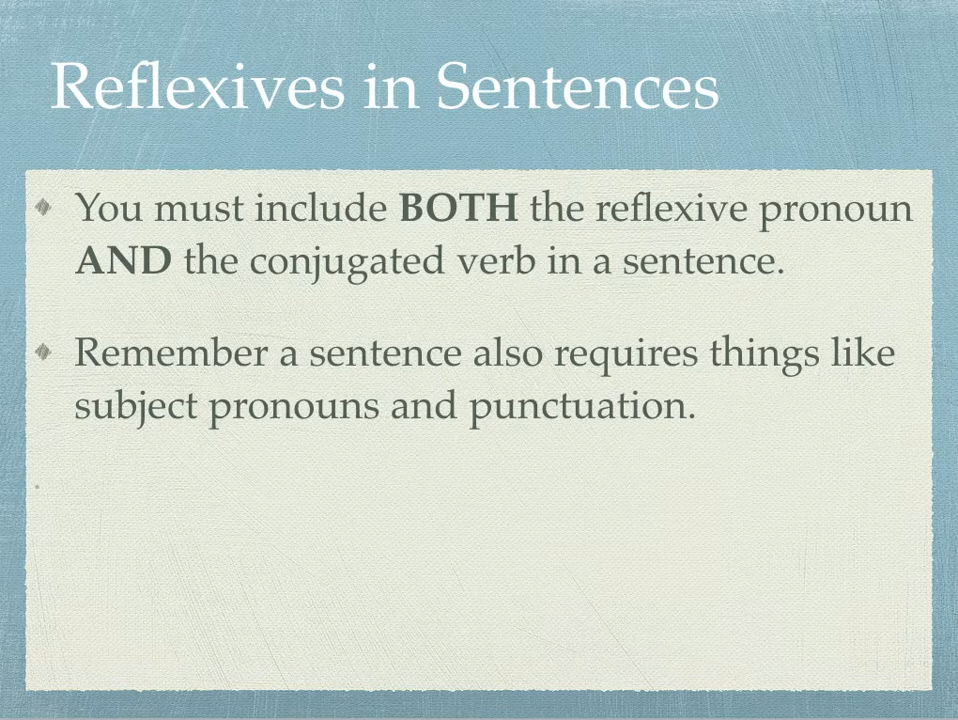 Reflexives in Sentences
You must include BOTH the reflexive pronoun
AND the conjugated verb in a sentence.
Remember a sentence also requires things like
subject pronouns and punctuation.